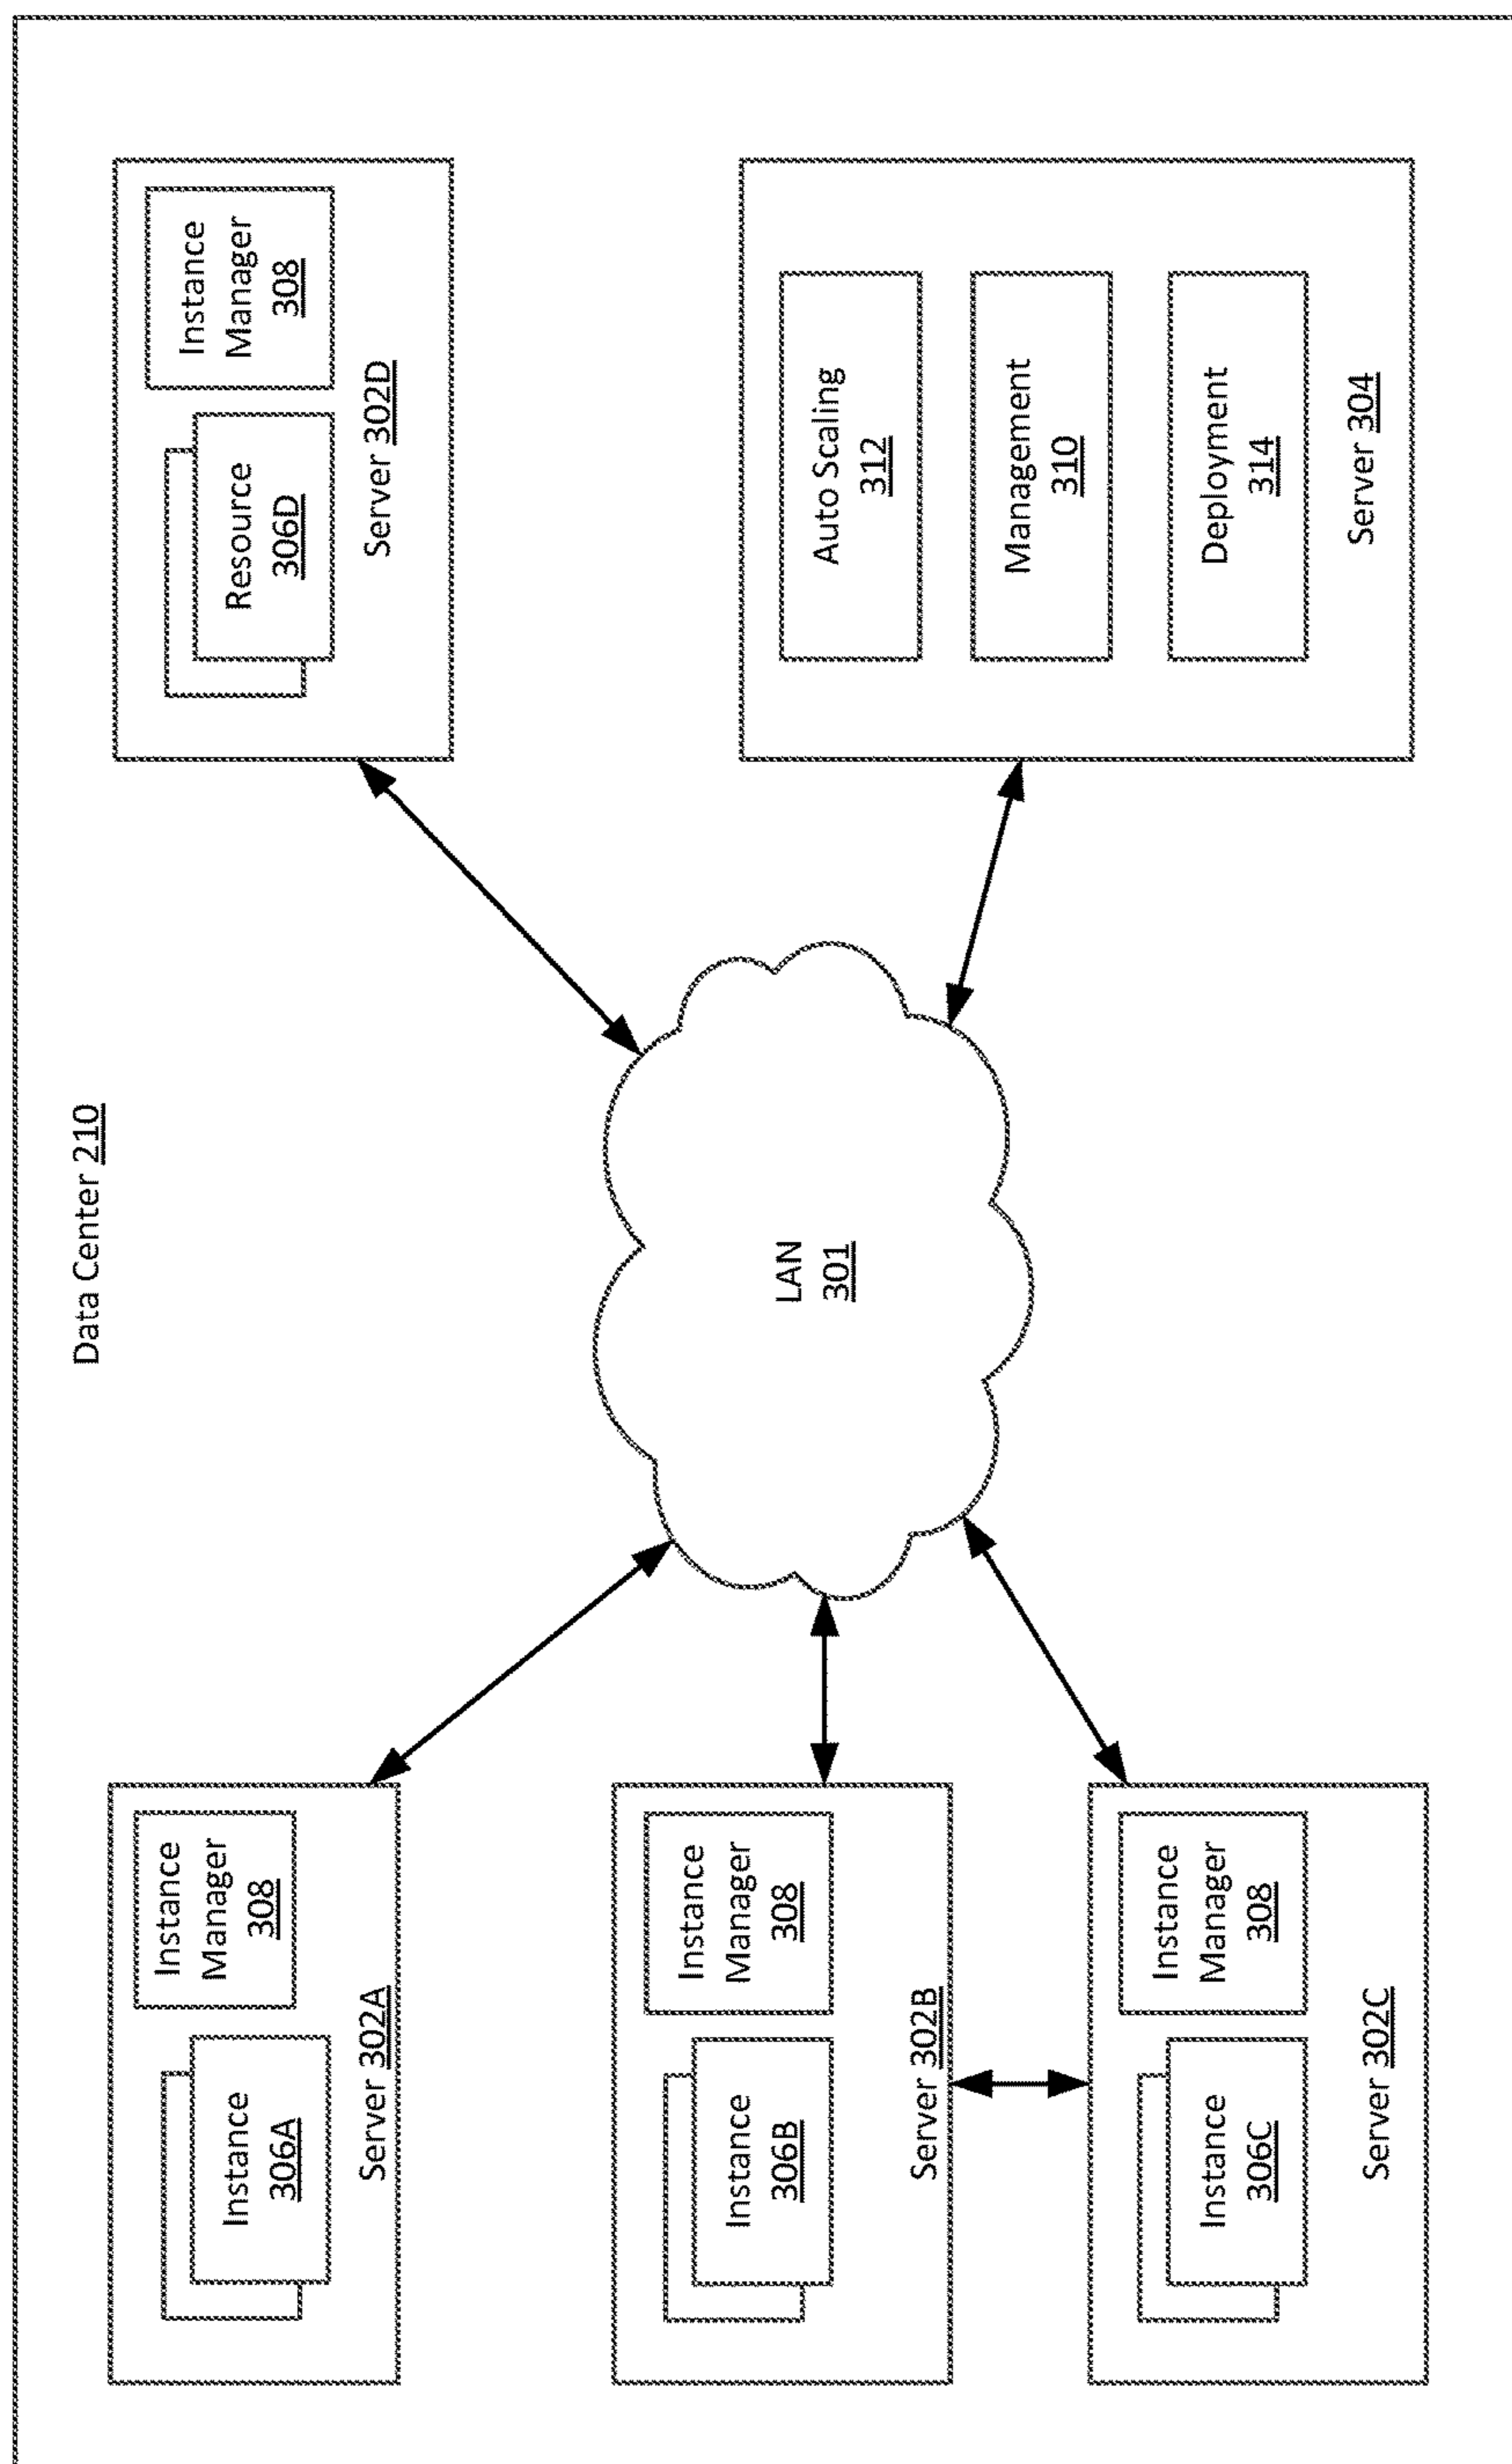 Data Center 210
Instance
306A
Instance
Manager
308
Server 302A
Resource
306D
Instance
Manager
308
Server 302D
LAN
301
Instance
306B
Instance
Manager
308
Server 302B
Auto Scaling
312
Management
310
Deployment
314
Server 304
Instance
306C
Instance
Manager
308
Server 302C